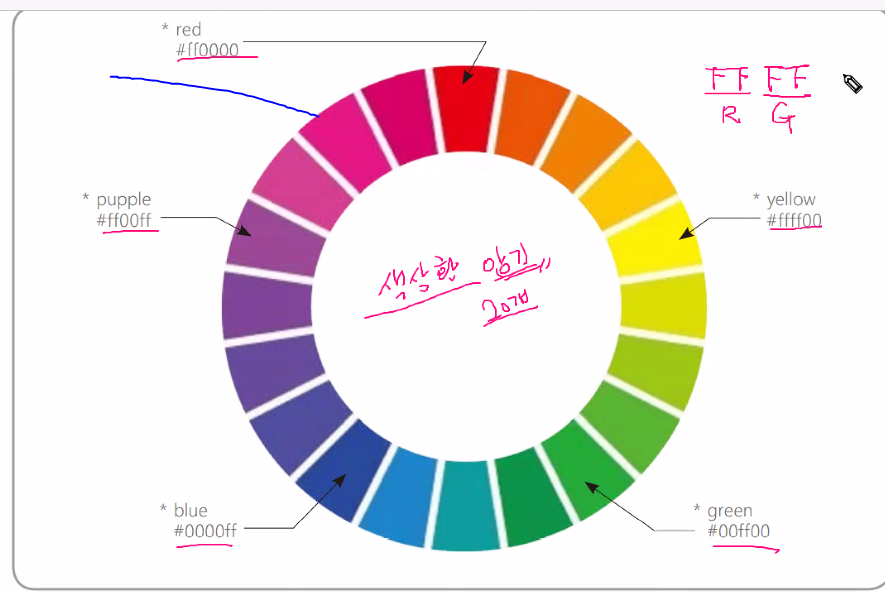 * red
#ff0000
FF FF
R G
* pupple
#ff00ff
* yellow
#ffff00
색상환 암기
20개
* blue
#0000ff
* green
#00ff00